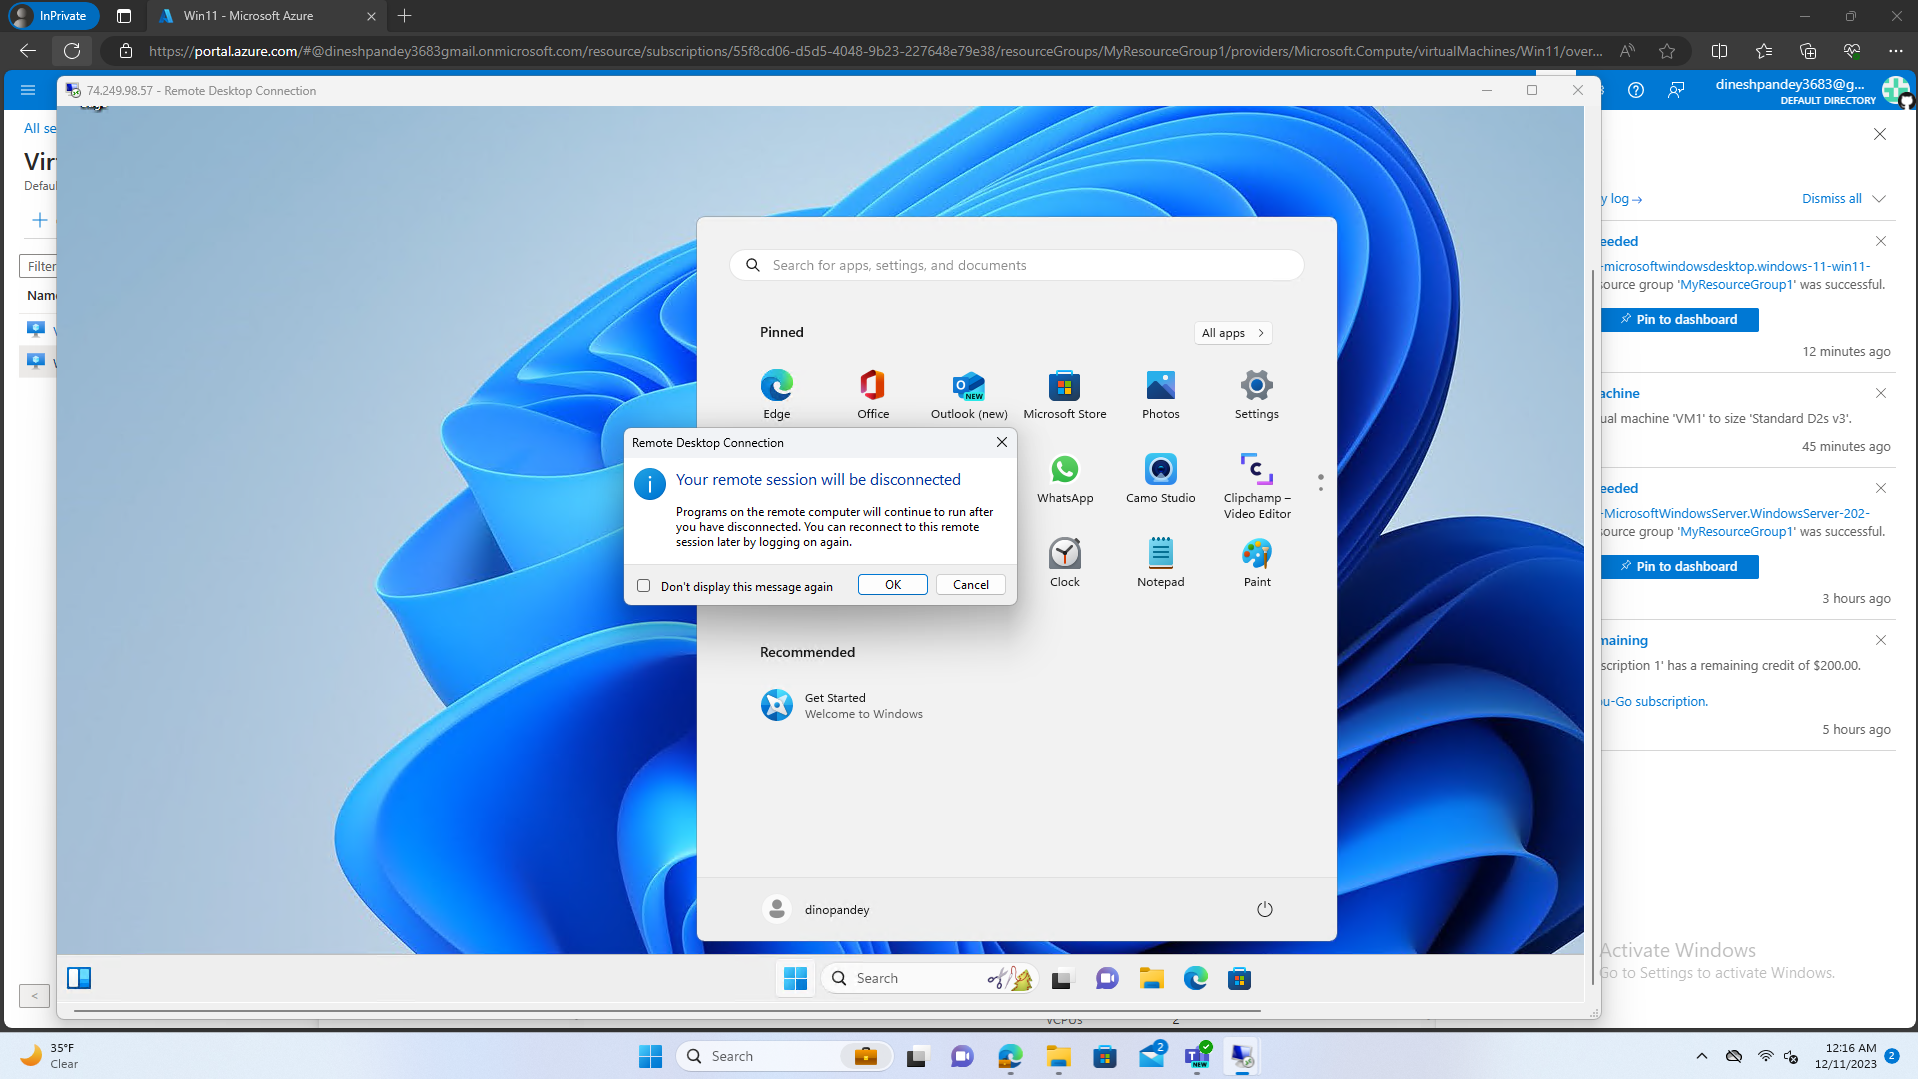 InPrivate
Win11 - Microsoft Azure
https://portal.azure.com/#@dineshpandey3683gmail.onmicrosoft.com/resource/subscriptions/55f8cd06-d5d5-4048-9b23-227648e79e38/resourceGroups/MyResourceGroup1/providers/Microsoft.Compute/virtualMachines/Win11/over...
74.249.98.57 - Remote Desktop Connection
dineshpandey3683@g...
DEFAULT DIRECTORY
All se
Vir
Defau
Filter
Name
y log
Dismiss all
eeded
-microsoftwindowsdesktop.windows-11-win11-
source group 'MyResourceGroup1' was successful.
Pin to dashboard
12 minutes ago
achine
ual machine 'VM1' to size 'Standard D2s v3'.
45 minutes ago
eeded
-MicrosoftWindowsServer.WindowsServer-202-
source group 'MyResourceGroup1' was successful.
Pin to dashboard
3 hours ago
maining
scription 1' has a remaining credit of $200.00.
ou-Go subscription.
5 hours ago
Search for apps, settings, and documents
Pinned
All apps
Edge
Office
Outlook (new)
Microsoft Store
Photos
Settings
WhatsApp
Camo Studio
Clipchamp –
Video Editor
Clock
Notepad
Paint
Remote Desktop Connection
Your remote session will be disconnected
Programs on the remote computer will continue to run after
you have disconnected. You can reconnect to this remote
session later by logging on again.
Don't display this message again
OK
Cancel
Recommended
Get Started
Welcome to Windows
dinopandey
Activate Windows
Go to Settings to activate Windows.
Search
vCPUs
2
35°F
Clear
Search
2
NEW
12:16 AM
12/11/2023
2